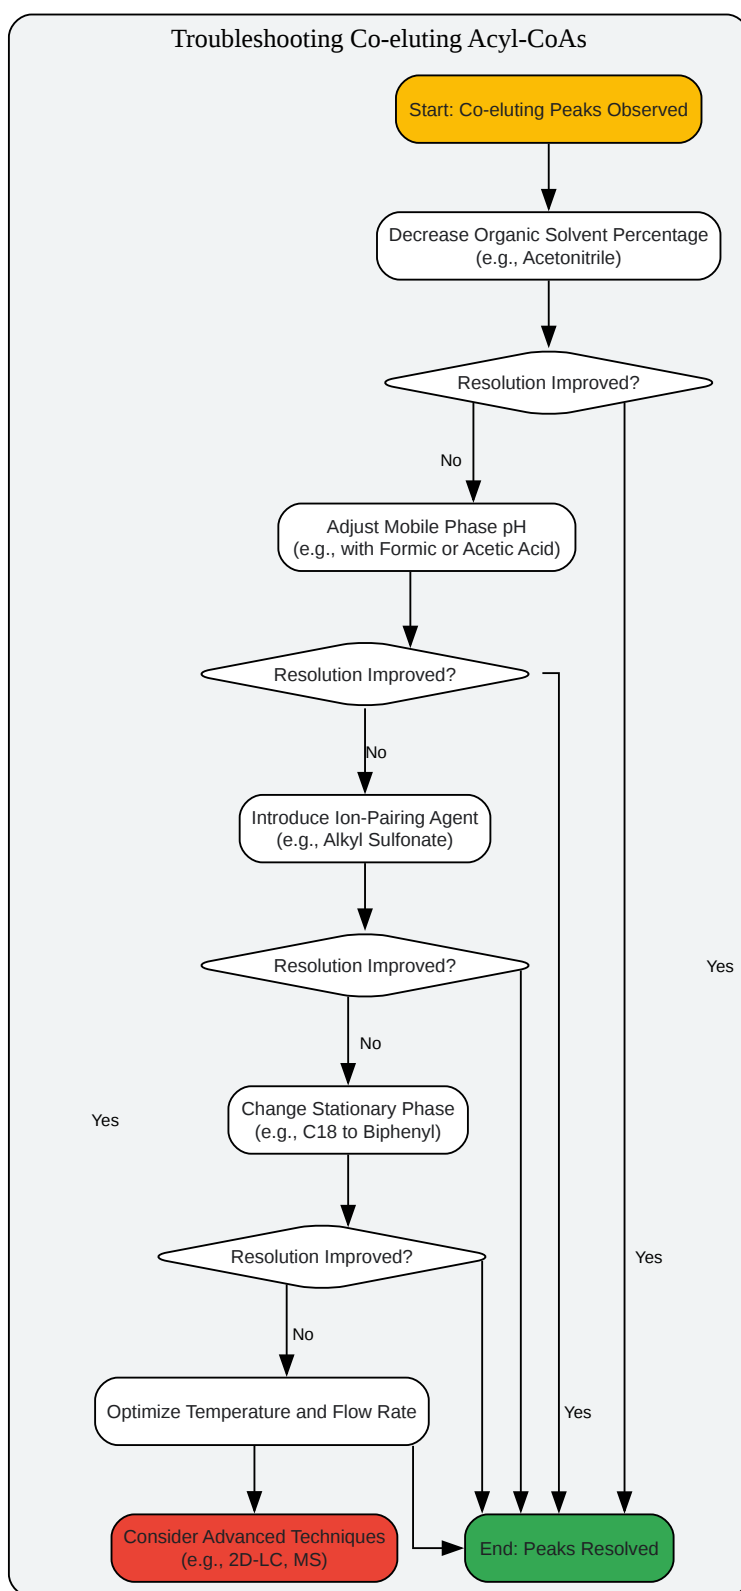 Troubleshooting Co-eluting Acyl-CoAs
Start: Co-eluting Peaks Observed
Decrease Organic Solvent Percentage
(e.g., Acetonitrile)
Resolution Improved?
No
Adjust Mobile Phase pH
(e.g., with Formic or Acetic Acid)
Resolution Improved?
No
Introduce Ion-Pairing Agent
(e.g., Alkyl Sulfonate)
Resolution Improved?
Yes
No
Change Stationary Phase
(e.g., C18 to Biphenyl)
Yes
Resolution Improved?
Yes
No
Optimize Temperature and Flow Rate
Yes
Consider Advanced Techniques
(e.g., 2D-LC, MS)
End: Peaks Resolved